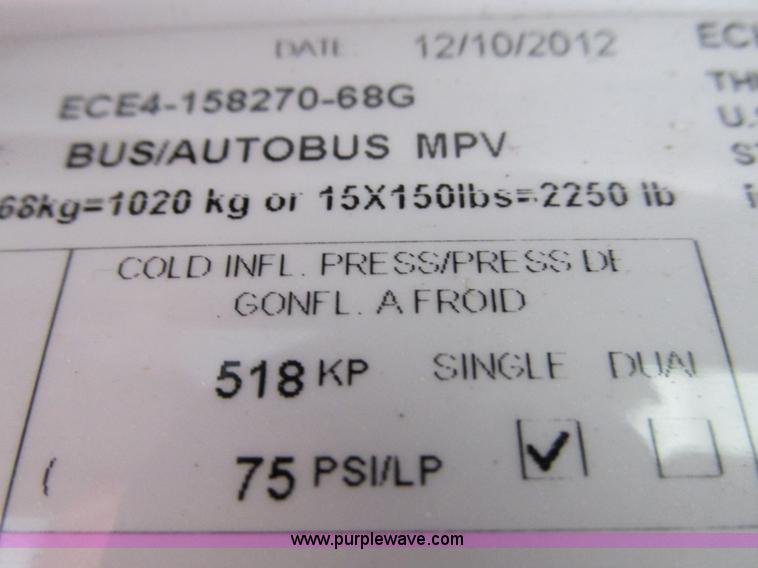 DATE 12/10/2012
ECE4-158270-68G
BUS/AUTOBUS MPV
68kg=1020 kg or 15X150lbs=2250 lb
COLD INFL. PRESS/PRESS DE
GONFL. A FROID
518 KP SINGLE DUAL
( 75 PSI/LP
www.purplewave.com